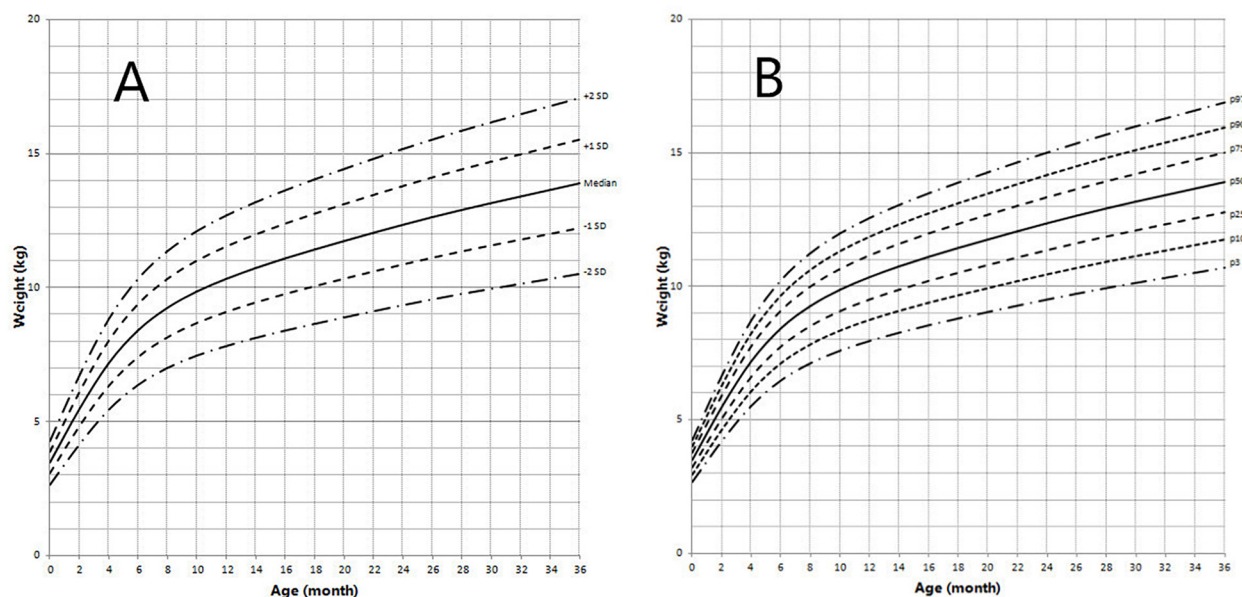 A
20
15
10
5
0
Weight (kg)
+2 SD
+1 SD
Median
-1 SD
-2 SD
0 2 4 6 8 10 12 14 16 18 20 22 24 26 28 30 32 34 36
Age (month)
B
20
15
10
5
0
Weight (kg)
p97
p90
p75
p50
p25
p10
p3
0 2 4 6 8 10 12 14 16 18 20 22 24 26 28 30 32 34 36
Age (month)